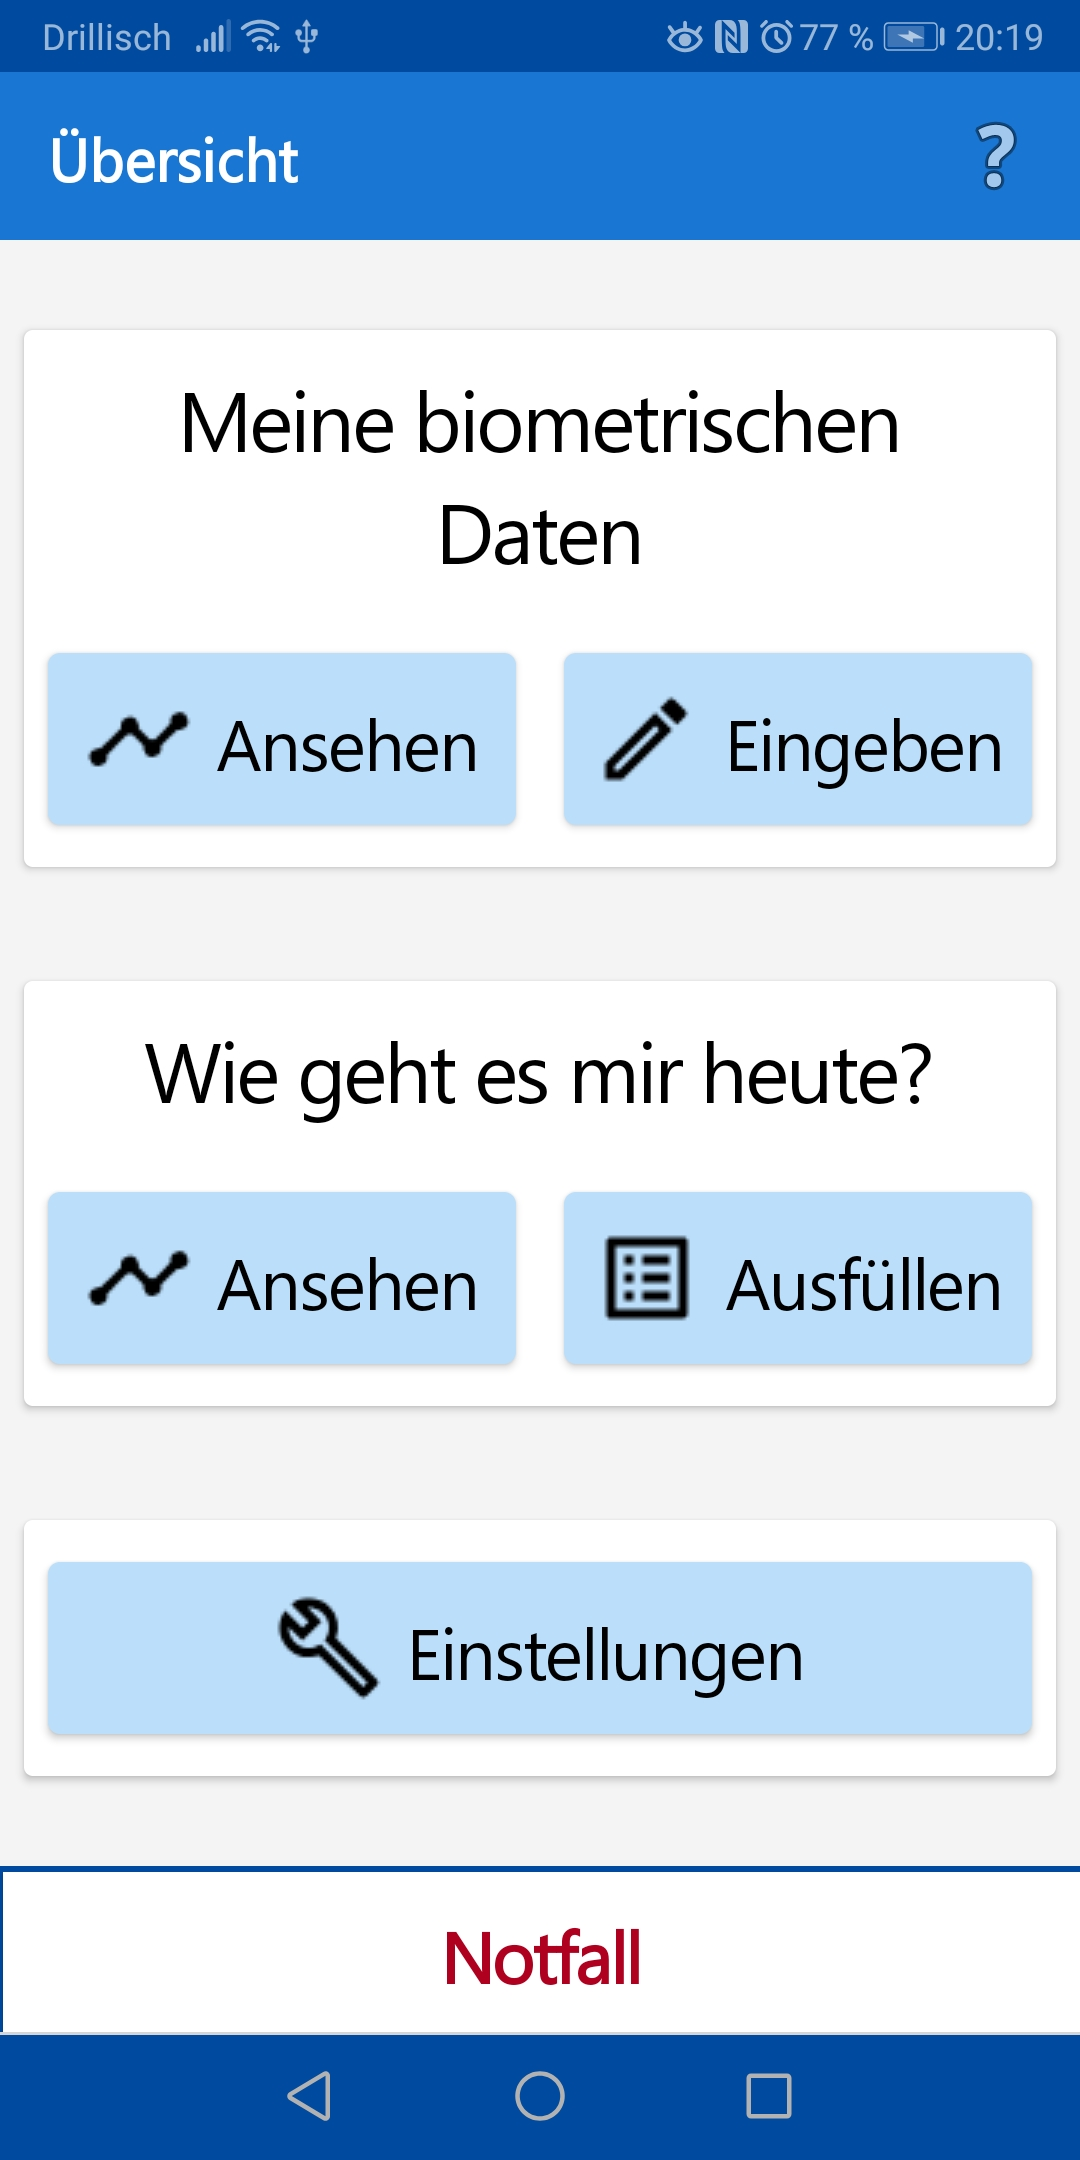 Drillisch 77 % 20:19
Übersicht ?
Meine biometrischen
Daten
Ansehen Eingeben
Wie geht es mir heute?
Ansehen Ausfüllen
Einstellungen
Notfall